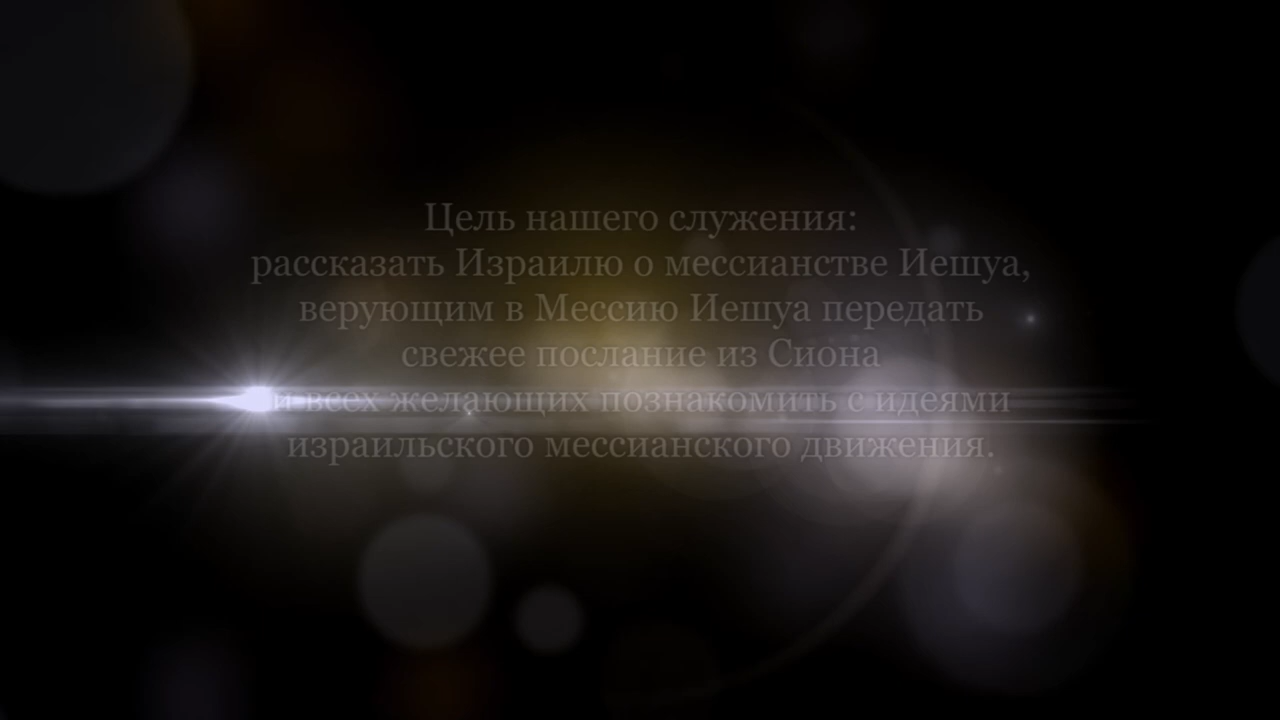 Цель нашего служения:
рассказать Израилю о мессианстве Иешуа,
верующим в Мессию Иешуа передать
свежее послание из Сиона
и всех желающих познакомить с идеями
израильского мессианского движения.